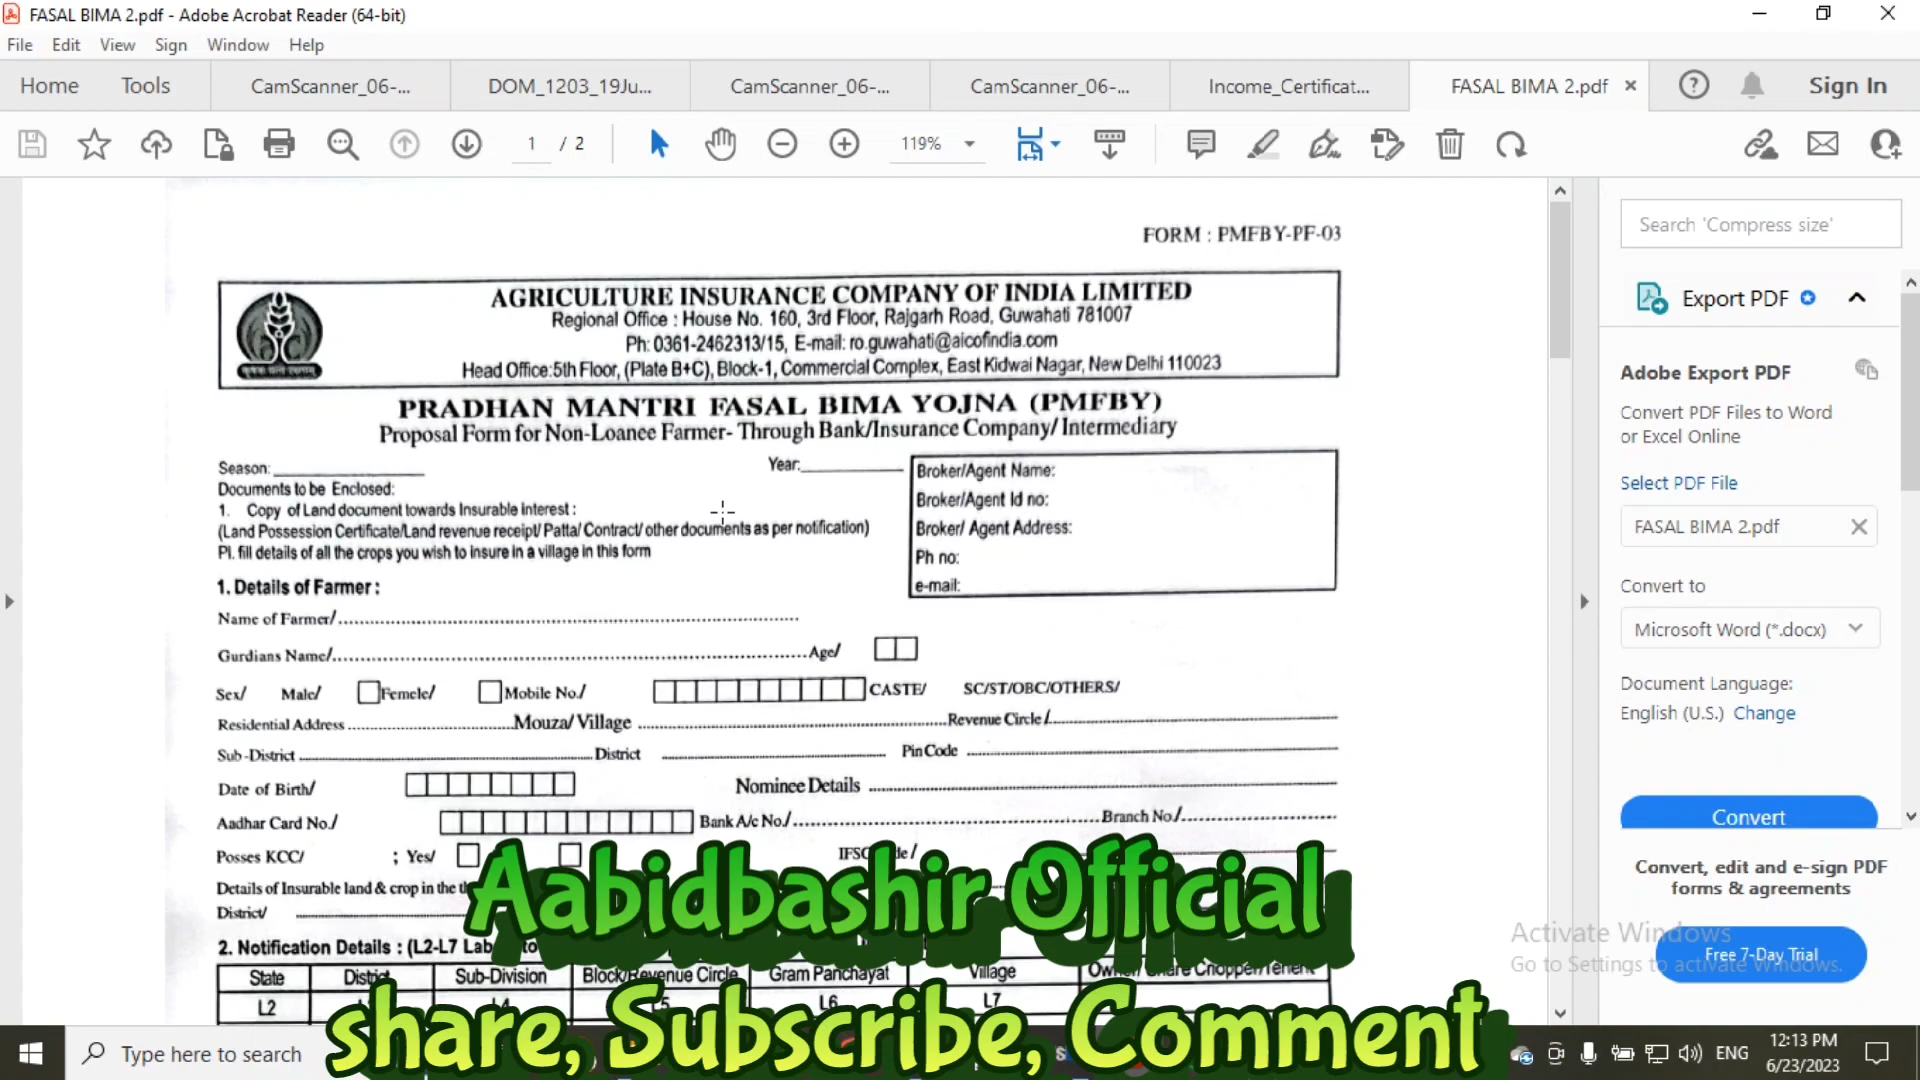 FASAL BIMA 2.pdf - Adobe Acrobat Reader (64-bit)
File Edit View Sign Window Help
Home Tools CamScanner_06-... DOM_1203_19Ju... CamScanner_06-... CamScanner_06-... Income_Certificat... FASAL BIMA 2.pdf Sign In
1 / 2 119%
FORM : PMFBY-PF-03
AGRICULTURE INSURANCE COMPANY OF INDIA LIMITED
Regional Office : House No. 160, 3rd Floor, Rajgarh Road, Guwahati 781007
Ph: 0361-2462313/15, E-mail: ro.guwahati@aicofindia.com
Head Office:5th Floor, (Plate B+C), Block-1, Commercial Complex, East Kidwai Nagar, New Delhi 110023
PRADHAN MANTRI FASAL BIMA YOJNA (PMFBY)
Proposal Form for Non-Loanee Farmer- Through Bank/Insurance Company/ Intermediary
Season: Year:
Documents to be Enclosed:
1. Copy of Land document towards Insurable Interest :
(Land Possession Certificate/Land revenue receipt/ Patta/ Contract/ other documents as per notification)
Pl. fill details of all the crops you wish to insure in a village in this form
Broker/Agent Name:
Broker/Agent Id no:
Broker/ Agent Address:
Ph no:
e-mail:
1. Details of Farmer :
Name of Farmer/
Gurdians Name/ Age/
Sex/ Male/ Femele/ Mobile No./ CASTE/ SC/ST/OBC/OTHERS/
Residential Address Mouza/ Village Revenue Circle/
Sub-District District Pin Code
Date of Birth/ Nominee Details
Aadhar Card No./ Bank A/c No./ Branch No./
Posses KCC/ ; Yes/
Details of Insurable land & crop in the
District/
2. Notification Details : (L2-L7
State District Sub-Division Block/Revenue Circle Gram Panchayat Village
L2 L4 L5 L6 L7
Aabidbashir Official
share, Subscribe, Comment
Search 'Compress size'
Export PDF
Adobe Export PDF
Convert PDF Files to Word
or Excel Online
Select PDF File
FASAL BIMA 2.pdf
Convert to
Microsoft Word (*.docx)
Document Language:
English (U.S.) Change
Convert
Convert, edit and e-sign PDF
forms & agreements
Free 7-Day Trial
Activate Windows
Go to Settings to activate Windows.
Type here to search
ENG
12:13 PM
6/23/2023